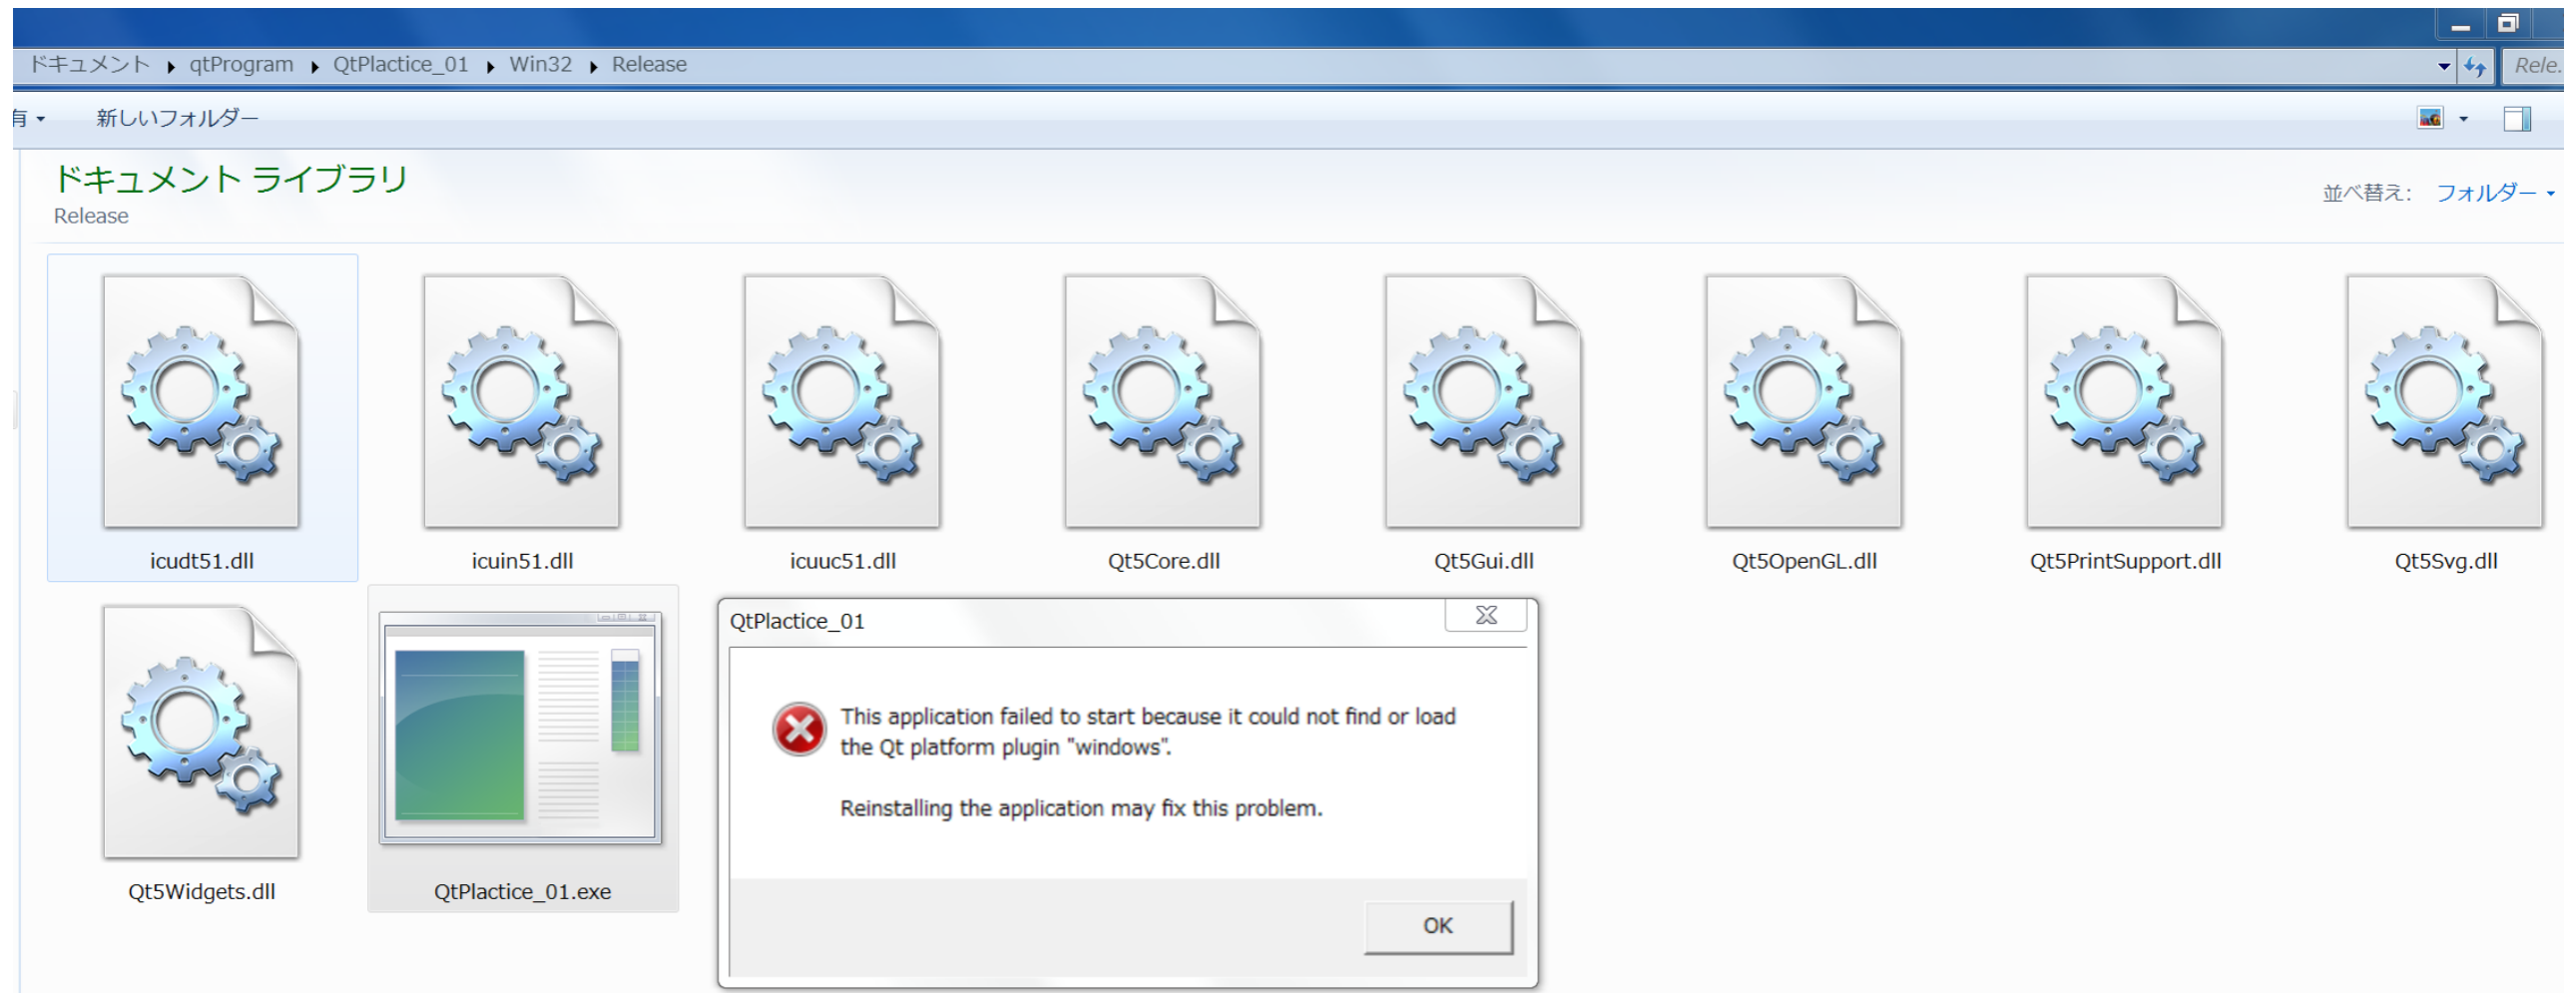 ドキュメント ▸ qtProgram ▸ QtPlactice_01 ▸ Win32 ▸ Release
Rele...
有 新しいフォルダー
ドキュメント ライブラリ
Release
並べ替え: フォルダー
icudt51.dll icuin51.dll icuuc51.dll Qt5Core.dll Qt5Gui.dll Qt5OpenGL.dll Qt5PrintSupport.dll Qt5Svg.dll
Qt5Widgets.dll QtPlactice_01.exe
QtPlactice_01
This application failed to start because it could not find or load
the Qt platform plugin "windows".
Reinstalling the application may fix this problem.
OK